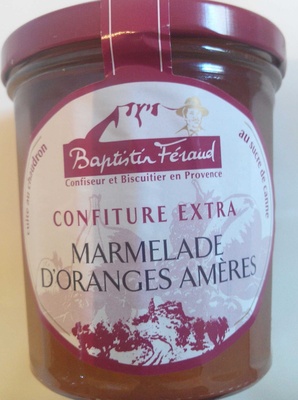 Baptistin Féraud
Confiseur et Biscuitier en Provence
cuite au chaudron
au sucre de canne
CONFITURE EXTRA
MARMELADE
D'ORANGES AMÈRES